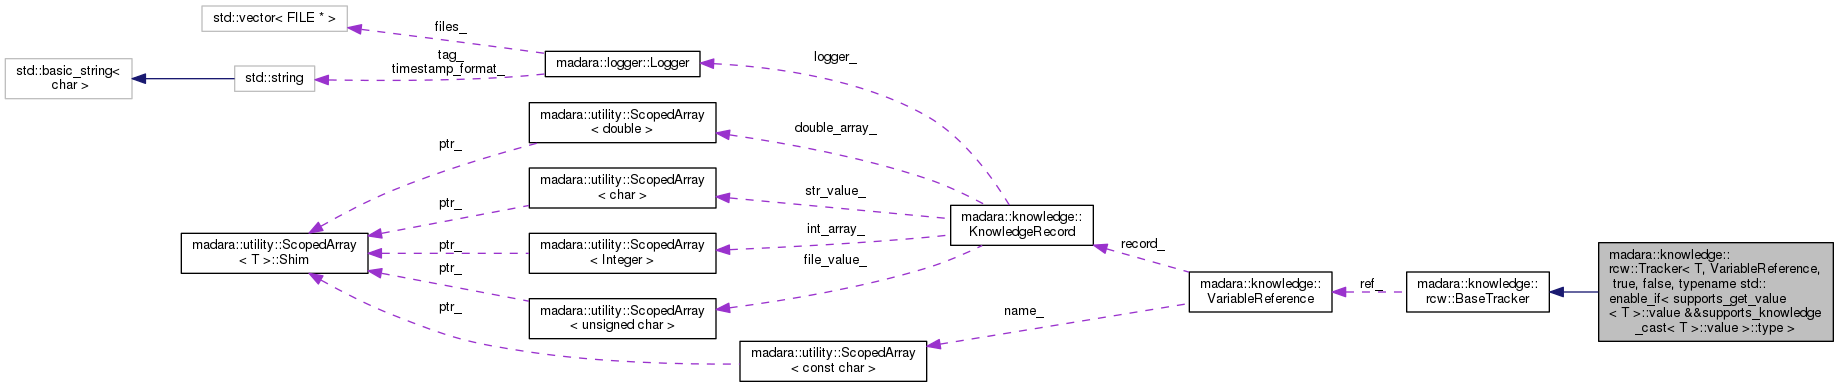 std::vector< FILE * >
files_
tag_
timestamp_format_
std::basic_string<
char >
std::string
madara::logger::Logger
logger_
madara::utility::ScopedArray
< double >
double_array_
ptr_
madara::utility::ScopedArray
< char >
str_value_
ptr_
madara::utility::ScopedArray
< T >::Shim
ptr_
madara::utility::ScopedArray
< Integer >
int_array_
ptr_
madara::utility::ScopedArray
< unsigned char >
file_value_
ptr_
madara::utility::ScopedArray
< const char >
name_
madara::knowledge::
KnowledgeRecord
record_
madara::knowledge::
VariableReference
ref_
madara::knowledge::
rcw::BaseTracker
madara::knowledge::
rcw::Tracker< T, VariableReference,
true, false, typename std::
enable_if< supports_get_value
< T >::value &&supports_knowledge
_cast< T >::value >::type >